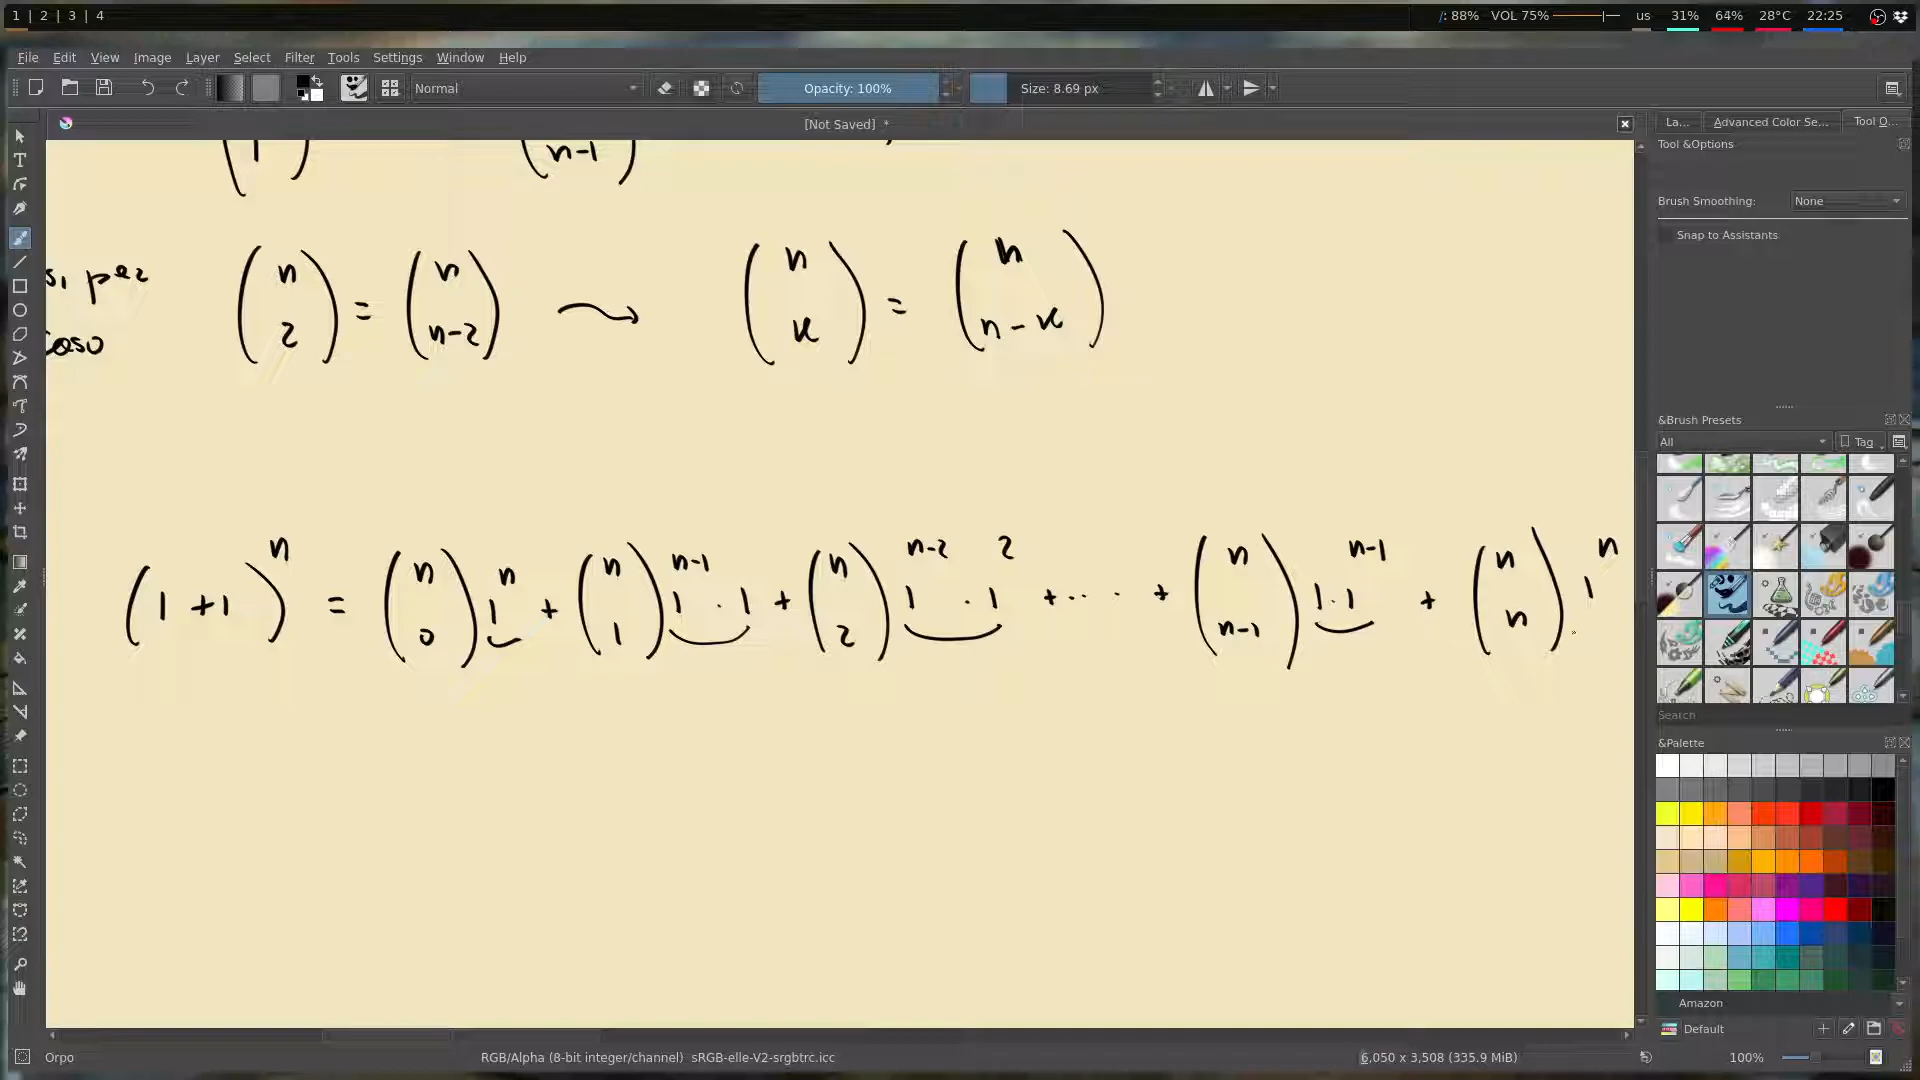 1 | 2 | 3 | 4 /: 88% VOL 75% us 31% 64% 28°C 22:25
File Edit View Image Layer Select Filter Tools Settings Window Help
Normal Opacity: 100% Size: 8.69 px
[Not Saved] *
La... Advanced Color Se... Tool O...
Tool &Options
Brush Smoothing: None
Snap to Assistants
&Brush Presets
All Tag
Search
&Palette
Amazon
Default
(1) (n-1)
si per caso (n 2) = (n n-2) ⇝ (n k) = (n n-k)
(1+1)^n = (n 0) 1^n + (n 1) 1^{n-1} · 1 + (n 2) 1^{n-2} · 1^2 + ··· + (n n-1) 1·1^{n-1} + (n n) 1^n
Orpo RGB/Alpha (8-bit integer/channel) sRGB-elle-V2-srgbtrc.icc 6,050 x 3,508 (335.9 MiB) 100%